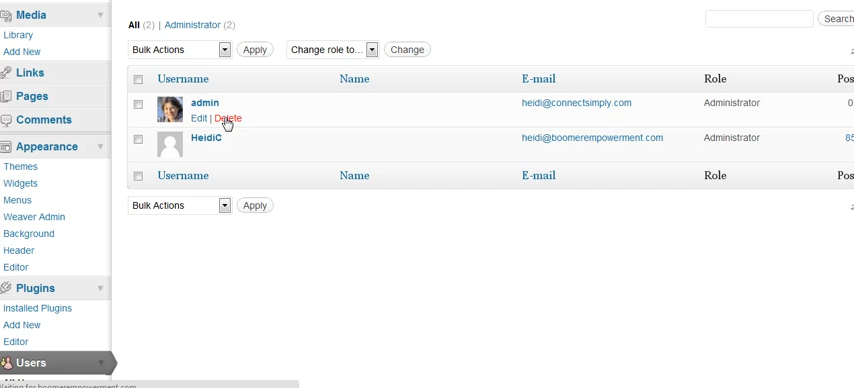 Media
Library
Add New
Links
Pages
Comments
Appearance
Themes
Widgets
Menus
Weaver Admin
Background
Header
Editor
Plugins
Installed Plugins
Add New
Editor
Users
All (2) | Administrator (2)
Search
Bulk Actions Apply Change role to... Change
Username Name E-mail Role Pos
admin heidi@connectsimply.com Administrator 0
Edit | Delete
HeidiC heidi@boomerempowerment.com Administrator 85
Username Name E-mail Role Pos
Bulk Actions Apply